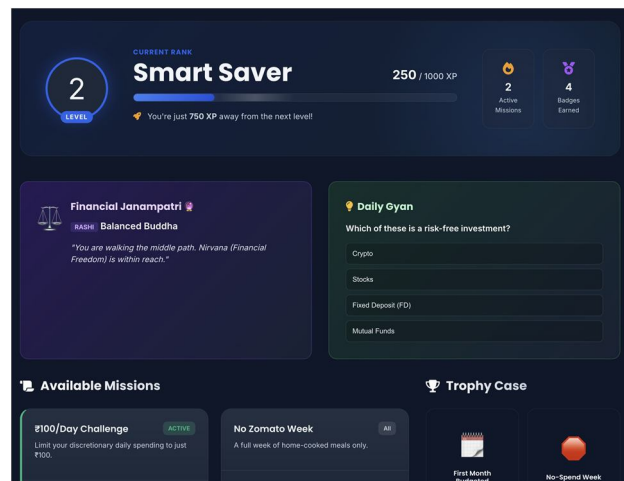 2
LEVEL
CURRENT RANK
Smart Saver
250 / 1000 XP
You're just 750 XP away from the next level!
2
Active
Missions
4
Badges
Earned
Financial Janampatri
RASHI Balanced Buddha
"You are walking the middle path. Nirvana (Financial
Freedom) is within reach."
Daily Gyan
Which of these is a risk-free investment?
Crypto
Stocks
Fixed Deposit (FD)
Mutual Funds
Available Missions
₹100/Day Challenge
ACTIVE
Limit your discretionary daily spending to just
₹100.
No Zomato Week
All
A full week of home-cooked meals only.
Trophy Case
First Month
Budgeted
No-Spend Week